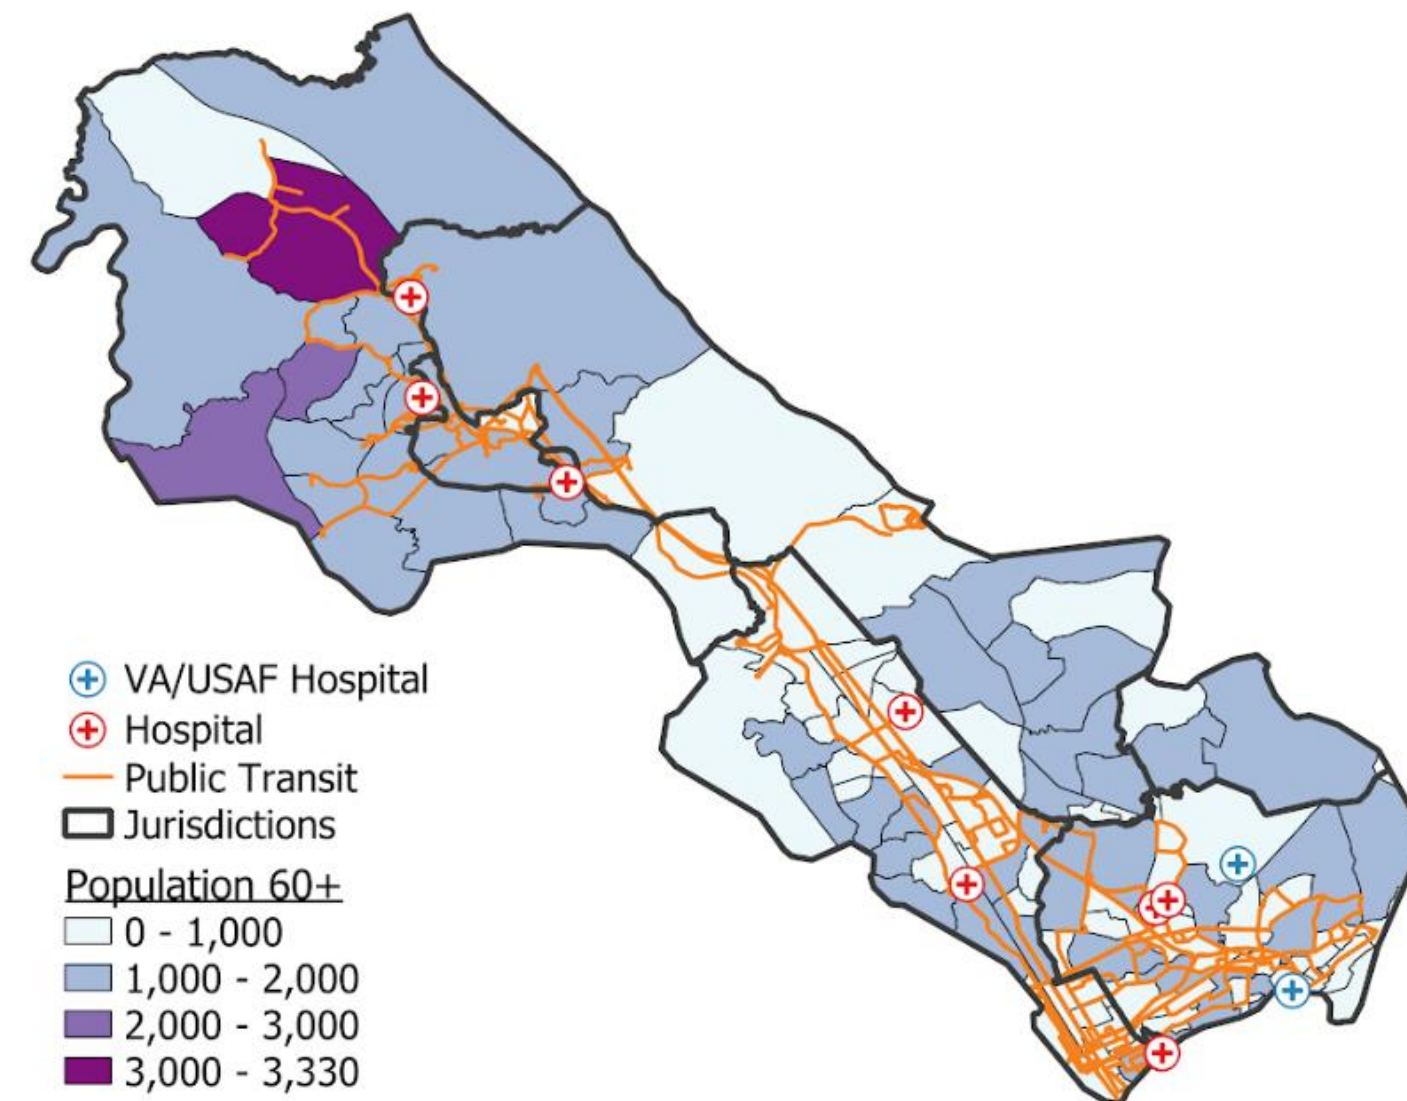 VA/USAF Hospital
Hospital
Public Transit
Jurisdictions
Population 60+
0 - 1,000
1,000 - 2,000
2,000 - 3,000
3,000 - 3,330